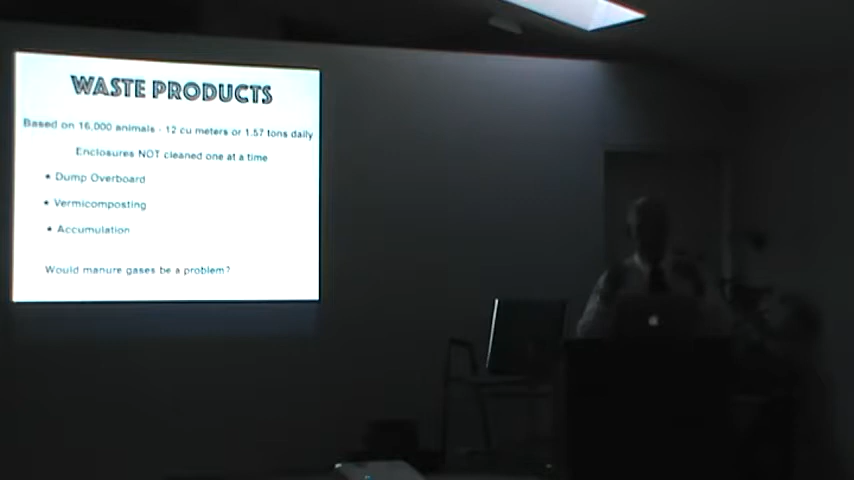 WASTE PRODUCTS
Based on 16,000 animals - 12 cu meters or 1.57 tons daily
Enclosures NOT cleaned one at a time
• Dump Overboard
• Vermicomposting
• Accumulation
Would manure gases be a problem?